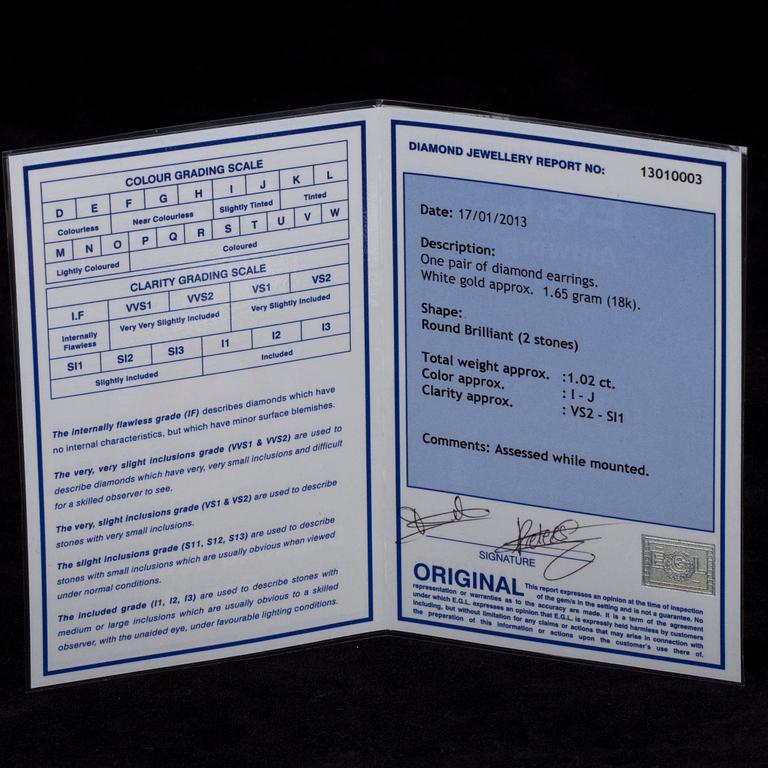 COLOUR GRADING SCALE
D E F G H I J K L
Colourless Near Colourless Slightly Tinted Tinted
M N O P Q R S T U V W
Lightly Coloured Coloured
CLARITY GRADING SCALE
I.F VVS1 VVS2 VS1 VS2
Internally Flawless Very Very Slightly Included Very Slightly Included
SI1 SI2 SI3 I1 I2 I3
Slightly Included Included
The internally flawless grade (IF) describes diamonds which have
no internal characteristics, but which have minor surface blemishes.
The very, very slight inclusions grade (VVS1 & VVS2) are used to
describe diamonds which have very, very small inclusions and difficult
for a skilled observer to see.
The very, slight inclusions grade (VS1 & VS2) are used to describe
stones with very small inclusions.
The slight inclusions grade (S11, S12, S13) are used to describe
stones with small inclusions which are usually obvious when viewed
under normal conditions.
The included grade (I1, I2, I3) are used to describe stones with
medium or large inclusions which are usually obvious to a skilled
observer, with the unaided eye, under favourable lighting conditions.
DIAMOND JEWELLERY REPORT NO: 13010003
Date: 17/01/2013
Description:
One pair of diamond earrings.
White gold approx. 1.65 gram (18k).
Shape:
Round Brilliant (2 stones)
Total weight approx. :1.02 ct.
Color approx. : I - J
Clarity approx. : VS2 - SI1
Comments: Assessed while mounted.
SIGNATURE
EGL
ORIGINAL This report expresses an opinion at the time of inspection
of the gem/s in the setting and is not a guarantee. No
representation or warranties as to the accuracy are made. It is a term of the agreement
under which E.G.L. expresses an opinion that E.G.L. is expressly held harmless by customers
including, but without limitation for any claims or actions that may arise in connection with
the preparation of this information or actions upon the customer's use there of.